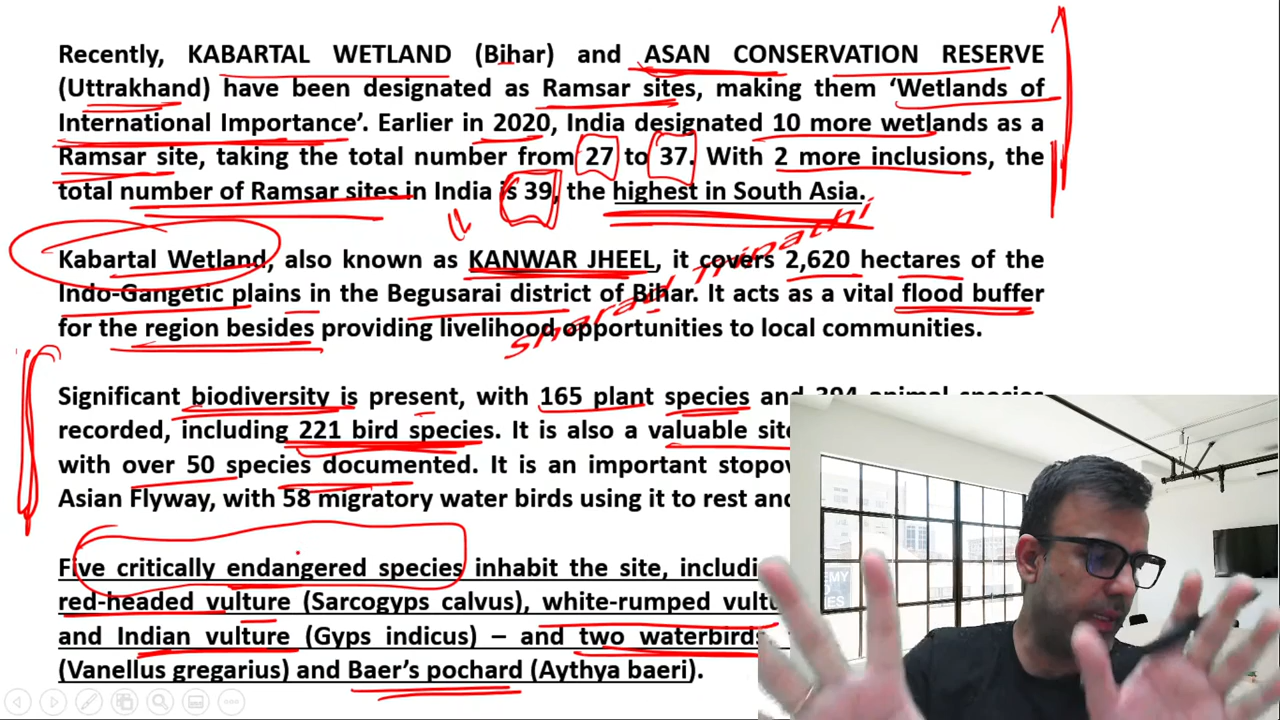 Recently, KABARTAL WETLAND (Bihar) and ASAN CONSERVATION RESERVE
(Uttrakhand) have been designated as Ramsar sites, making them ‘Wetlands of
International Importance’. Earlier in 2020, India designated 10 more wetlands as a
Ramsar site, taking the total number from 27 to 37. With 2 more inclusions, the
total number of Ramsar sites in India is 39, the highest in South Asia.
Kabartal Wetland, also known as KANWAR JHEEL, it covers 2,620 hectares of the
Indo-Gangetic plains in the Begusarai district of Bihar. It acts as a vital flood buffer
for the region besides providing livelihood opportunities to local communities.
sharad tripathi
Significant biodiversity is present, with 165 plant species and 394 animal species
recorded, including 221 bird species. It is also a valuable site
with over 50 species documented. It is an important stopov
Asian Flyway, with 58 migratory water birds using it to rest and
Five critically endangered species inhabit the site, includi
red-headed vulture (Sarcogyps calvus), white-rumped vultu
and Indian vulture (Gyps indicus) – and two waterbirds
(Vanellus gregarius) and Baer’s pochard (Aythya baeri).